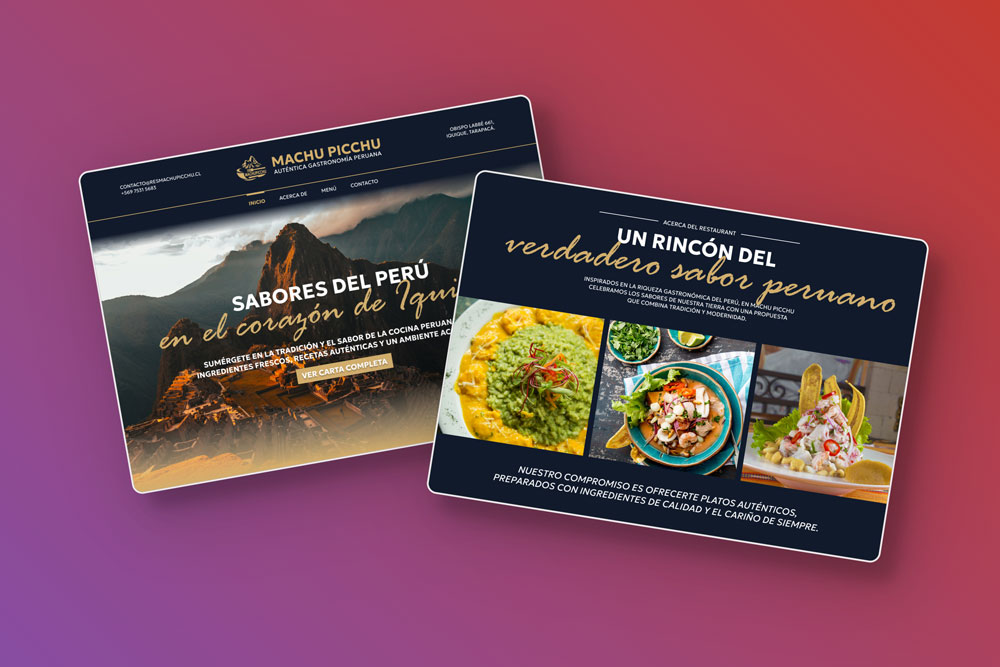 CONTACTO@RESMACHUPICCHU.CL
+569 7531 5685
MACHU PICCHU
AUTÉNTICA GASTRONOMÍA PERUANA
OBISPO LABBÉ 661,
IQUIQUE, TARAPACÁ.
INICIO ACERCA DE MENÚ CONTACTO
SABORES DEL PERÚ
en el corazón de Iqui
SUMÉRGETE EN LA TRADICIÓN Y EL SABOR DE LA COCINA PERUAN
INGREDIENTES FRESCOS, RECETAS AUTÉNTICAS Y UN AMBIENTE AC
VER CARTA COMPLETA
ACERCA DEL RESTAURANT
UN RINCÓN DEL
verdadero sabor peruano
INSPIRADOS EN LA RIQUEZA GASTRONÓMICA DEL PERÚ, EN MACHU PICCHU
CELEBRAMOS LOS SABORES DE NUESTRA TIERRA CON UNA PROPUESTA
QUE COMBINA TRADICIÓN Y MODERNIDAD.
NUESTRO COMPROMISO ES OFRECERTE PLATOS AUTÉNTICOS,
PREPARADOS CON INGREDIENTES DE CALIDAD Y EL CARIÑO DE SIEMPRE.